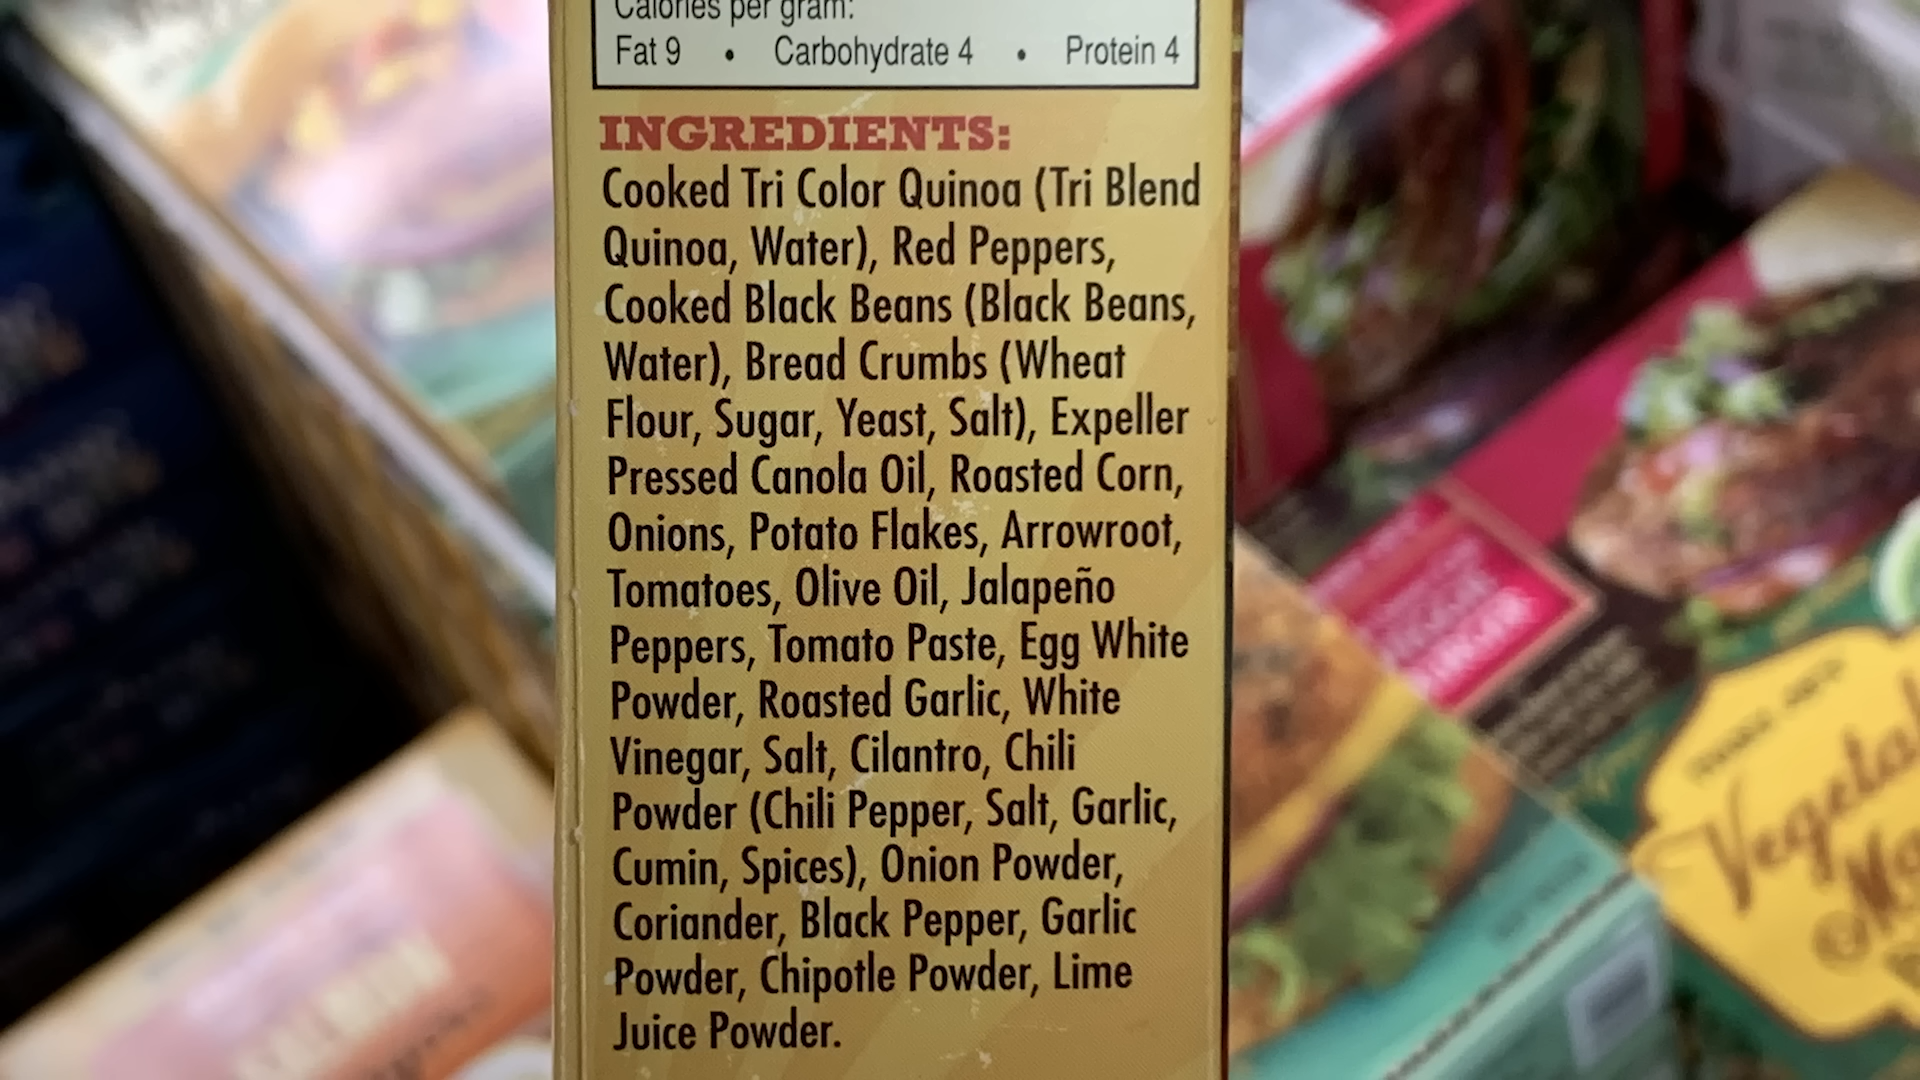 Calories per gram:
Fat 9 • Carbohydrate 4 • Protein 4
INGREDIENTS:
Cooked Tri Color Quinoa (Tri Blend
Quinoa, Water), Red Peppers,
Cooked Black Beans (Black Beans,
Water), Bread Crumbs (Wheat
Flour, Sugar, Yeast, Salt), Expeller
Pressed Canola Oil, Roasted Corn,
Onions, Potato Flakes, Arrowroot,
Tomatoes, Olive Oil, Jalapeño
Peppers, Tomato Paste, Egg White
Powder, Roasted Garlic, White
Vinegar, Salt, Cilantro, Chili
Powder (Chili Pepper, Salt, Garlic,
Cumin, Spices), Onion Powder,
Coriander, Black Pepper, Garlic
Powder, Chipotle Powder, Lime
Juice Powder.
VEGGIE
BURGER